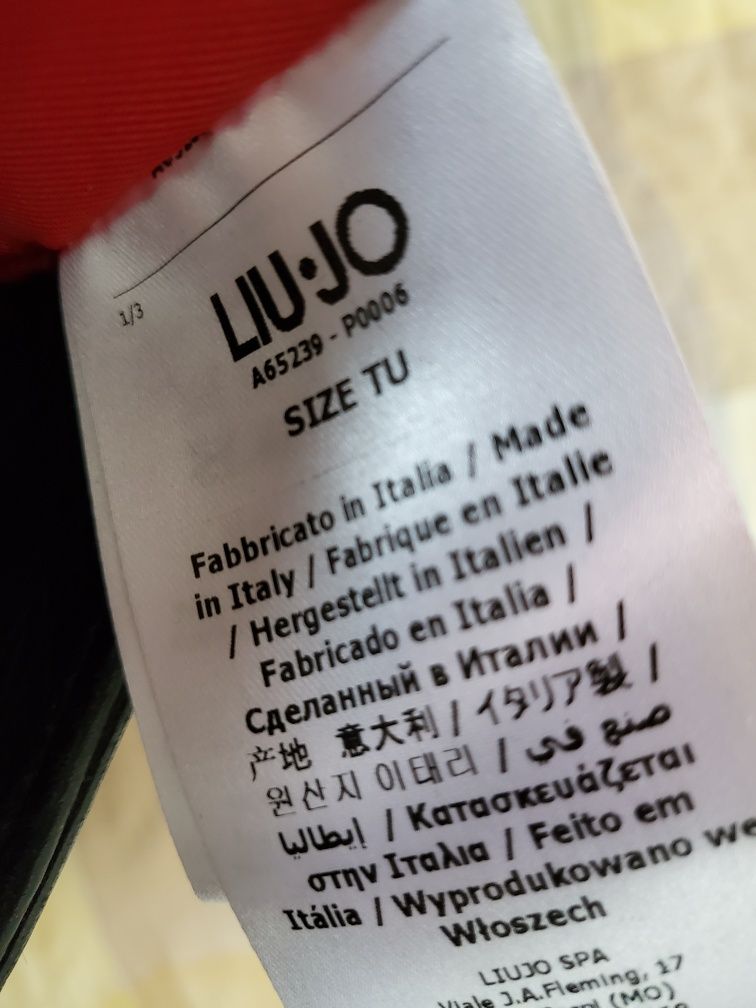 1/3
LIU·JO
A65239 - P0006
SIZE TU
Fabbricato in Italia / Made
in Italy / Fabrique en Italie
/ Hergestellt in Italien /
Fabricado en Italia /
Сделанный в Италии /
产地 意大利 / イタリア製 /
원산지 이태리 / صنع في
إيطاليا / Κατασκευάζεται
στην Ιταλια / Feito em
Itália / Wyprodukowano we
Włoszech
LIUJO SPA
Viale J.A.Fleming, 17
(MO)